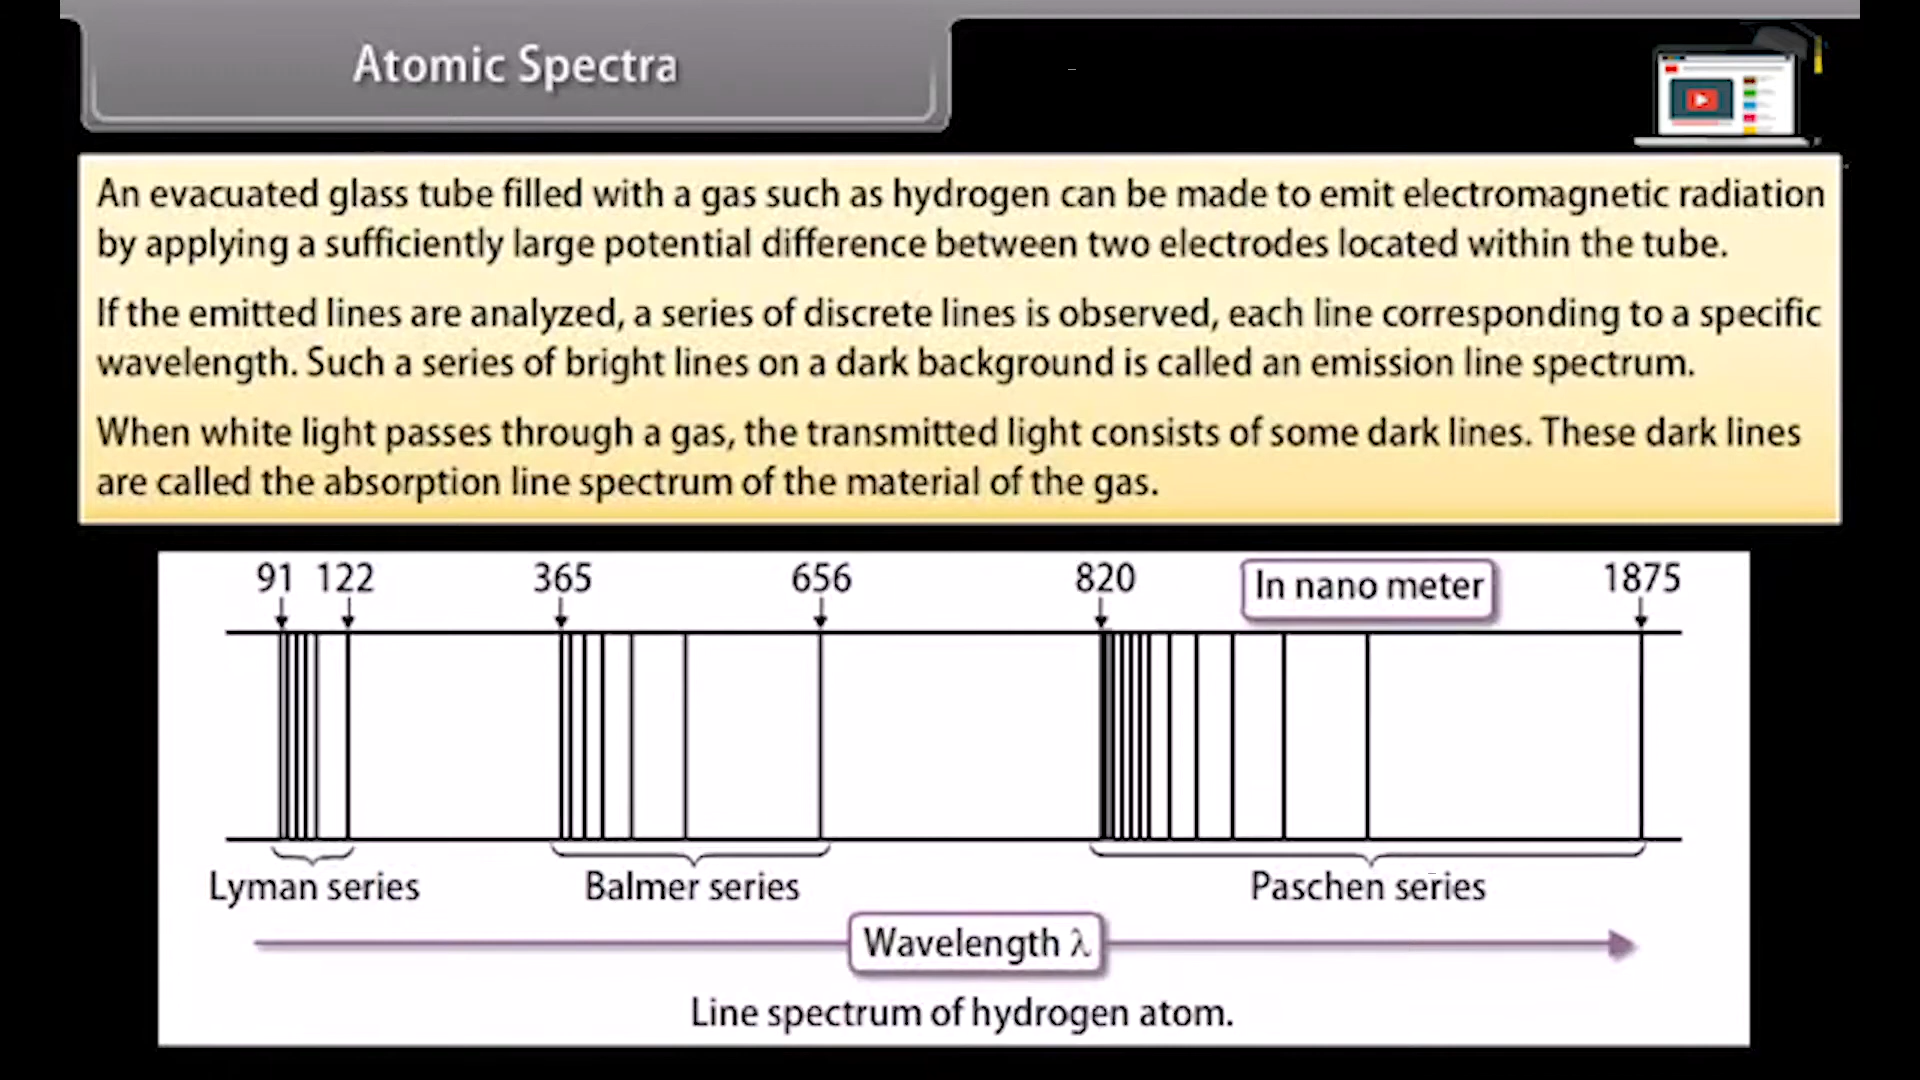 Atomic Spectra
An evacuated glass tube filled with a gas such as hydrogen can be made to emit electromagnetic radiation
by applying a sufficiently large potential difference between two electrodes located within the tube.
If the emitted lines are analyzed, a series of discrete lines is observed, each line corresponding to a specific
wavelength. Such a series of bright lines on a dark background is called an emission line spectrum.
When white light passes through a gas, the transmitted light consists of some dark lines. These dark lines
are called the absorption line spectrum of the material of the gas.
91 122 365 656 820 In nano meter 1875
Lyman series Balmer series Paschen series
Wavelength λ
Line spectrum of hydrogen atom.